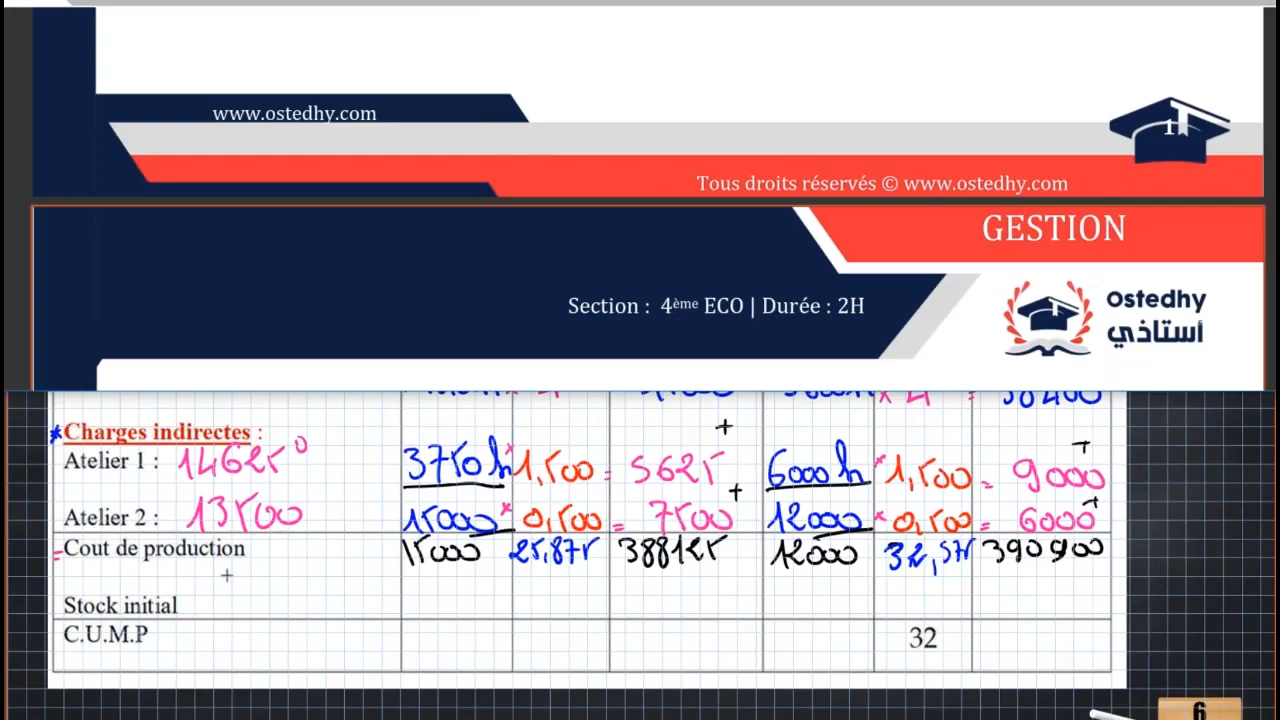 www.ostedhy.com
1
Tous droits réservés © www.ostedhy.com
GESTION
Section : 4ème ECO | Durée : 2H
Ostedhy
أستاذي
* Charges indirectes :
Atelier 1 : 14625 3750 h * 1,500 = 5625 + 6000 h * 1,500 = 9000 +
Atelier 2 : 13500 15000 * 0,500 = 7500 + 12000 * 0,500 = 6000 +
= Cout de production 15000 25,875 388125 12000 32,575 390900
+
Stock initial
C.U.M.P 32
6